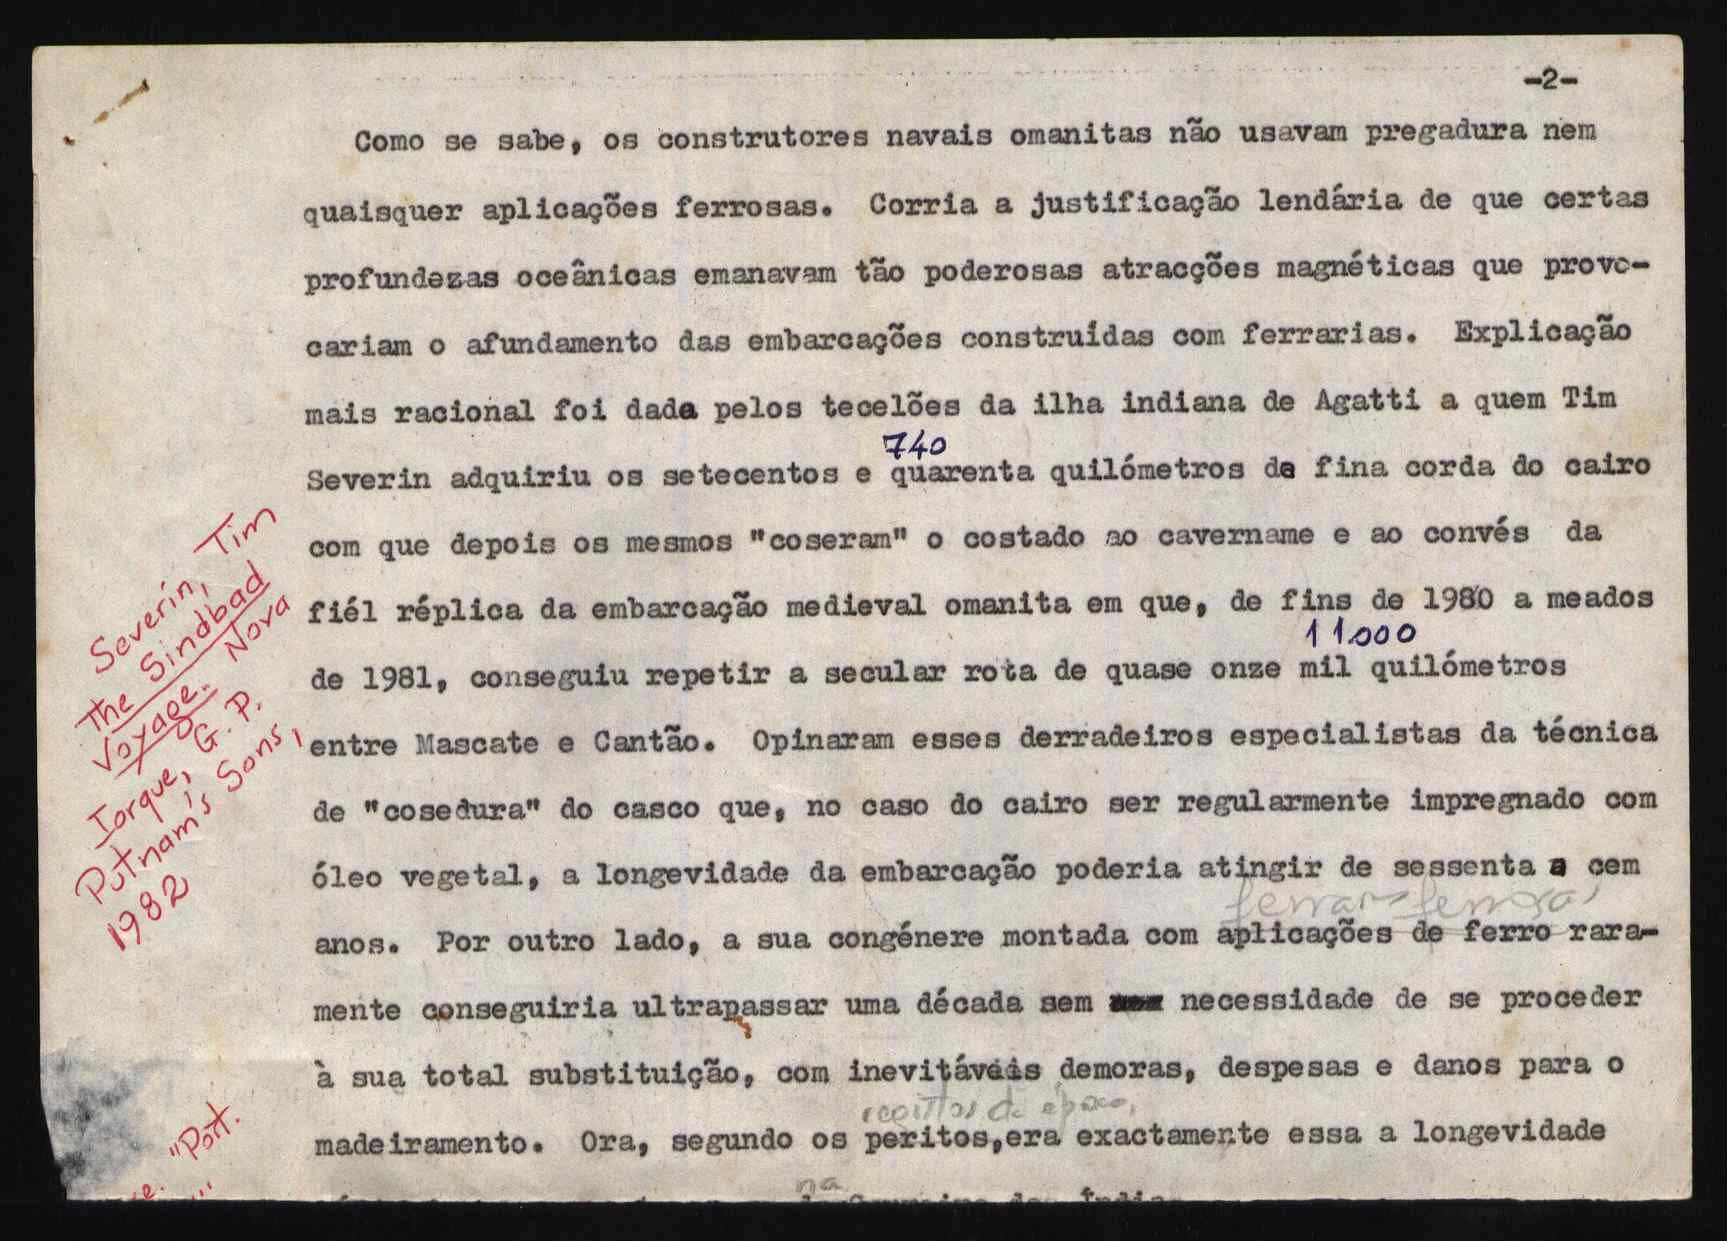 -2-
Como se sabe, os construtores navais omanitas não usavam pregadura nem
quaisquer aplicações ferrosas. Corria a justificação lendária de que certas
profundezas oceânicas emanavam tão poderosas atracções magnéticas que provo-
cariam o afundamento das embarcações construídas com ferrarias. Explicação
mais racional foi dada pelos tecelões da ilha indiana de Agatti a quem Tim
740
Severin adquiriu os setecentos e quarenta quilómetros de fina corda do cairo
com que depois os mesmos "coseram" o costado ao cavername e ao convés da
fiél réplica da embarcação medieval omanita em que, de fins de 1980 a meados
11.000
de 1981, conseguiu repetir a secular rota de quase onze mil quilómetros
entre Mascate e Cantão. Opinaram esses derradeiros especialistas da técnica
de "cosedura" do casco que, no caso do cairo ser regularmente impregnado com
óleo vegetal, a longevidade da embarcação poderia atingir de sessenta a cem
anos. Por outro lado, a sua congénere montada com aplicações de ferro rara-
mente conseguiria ultrapassar uma década sem necessidade de se proceder
à sua total substituição, com inevitáveis demoras, despesas e danos para o
madeiramento. Ora, segundo os peritos,era exactamente essa a longevidade
na
Severin, Tim
The Sindbad
Voyage. Nova
Iorque, G. P.
Putnam's Sons,
1982
"Port.